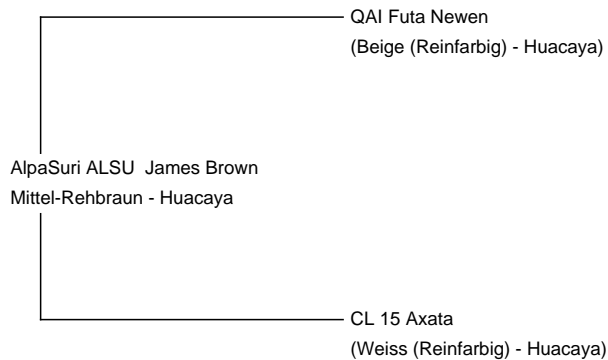 QAI Futa Newen
(Beige (Reinfarbig) - Huacaya)
AlpaSuri ALSU  James Brown
Mittel-Rehbraun - Huacaya
CL 15 Axata
(Weiss (Reinfarbig) - Huacaya)